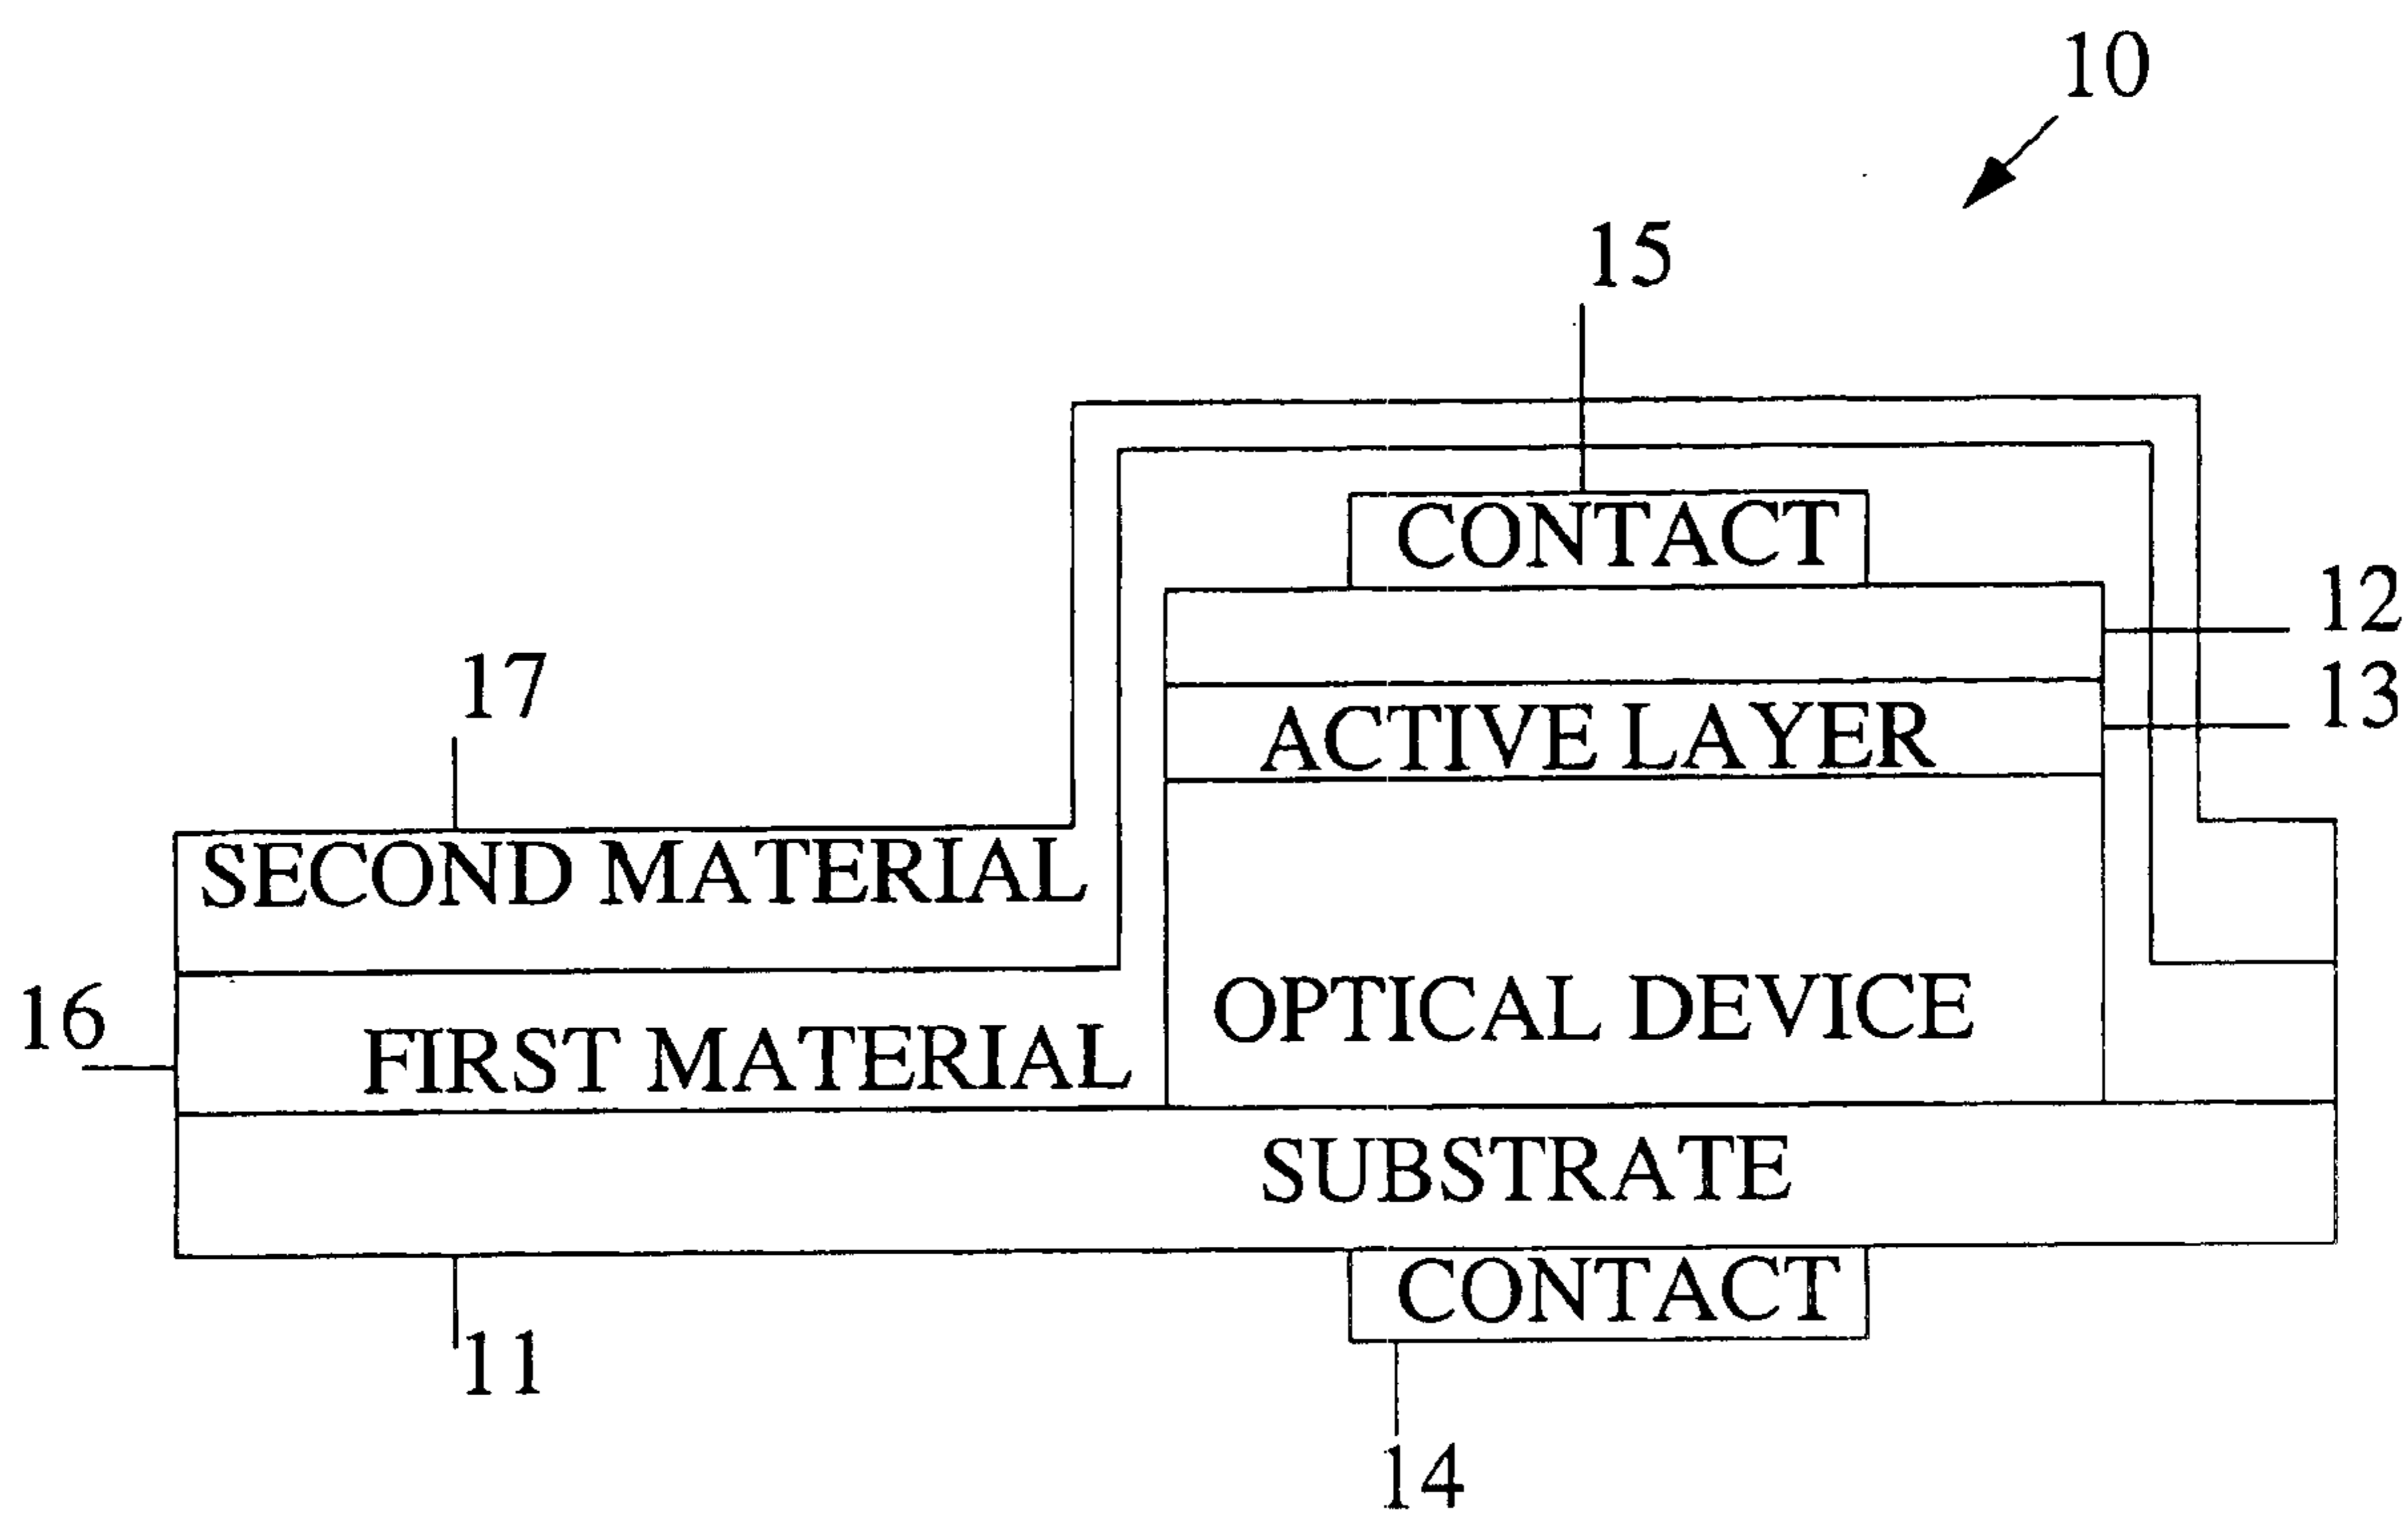 10
15
CONTACT
12
13
17
ACTIVE LAYER
SECOND MATERIAL
16
OPTICAL DEVICE
FIRST MATERIAL
SUBSTRATE
CONTACT
11
14